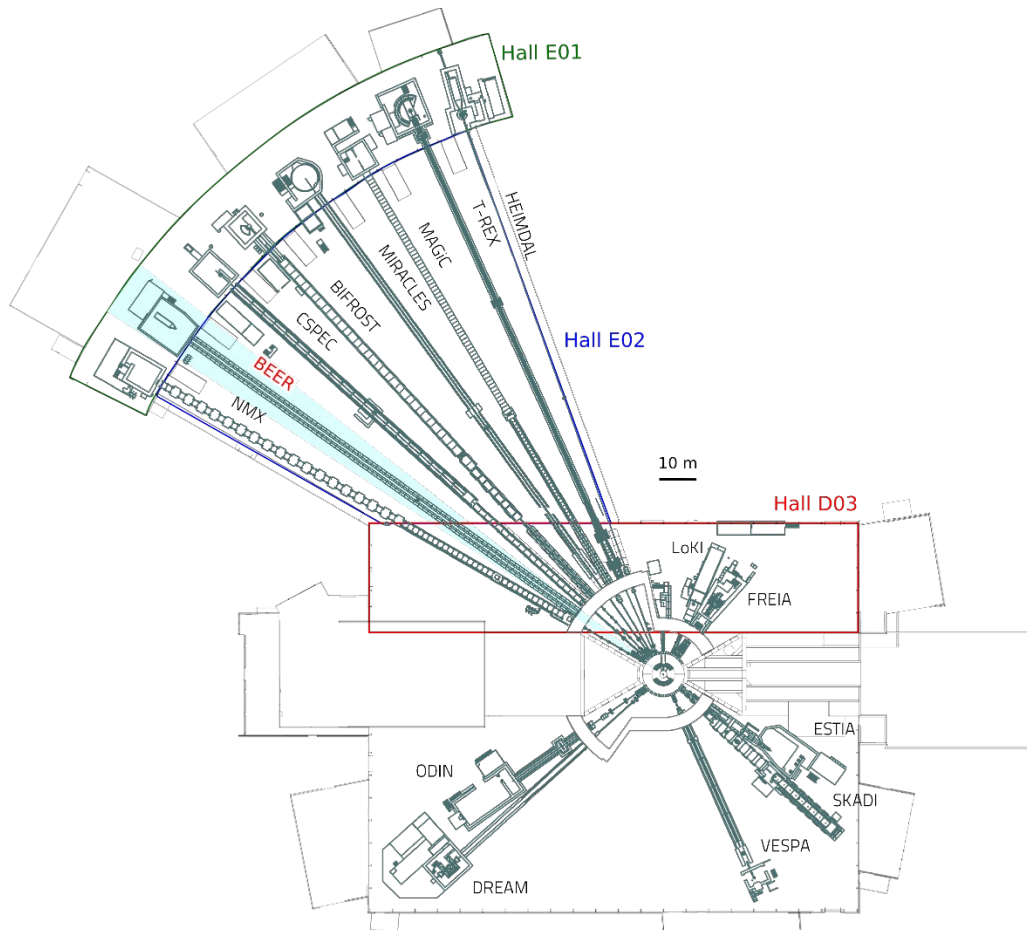 Hall E01
HEIMDAL
T-REX
MAGiC
MIRACLES
BIFROST
CSPEC
Hall E02
BEER
NMX
10 m
Hall D03
LoKI
FREIA
ESTIA
ODIN
SKADI
VESPA
DREAM